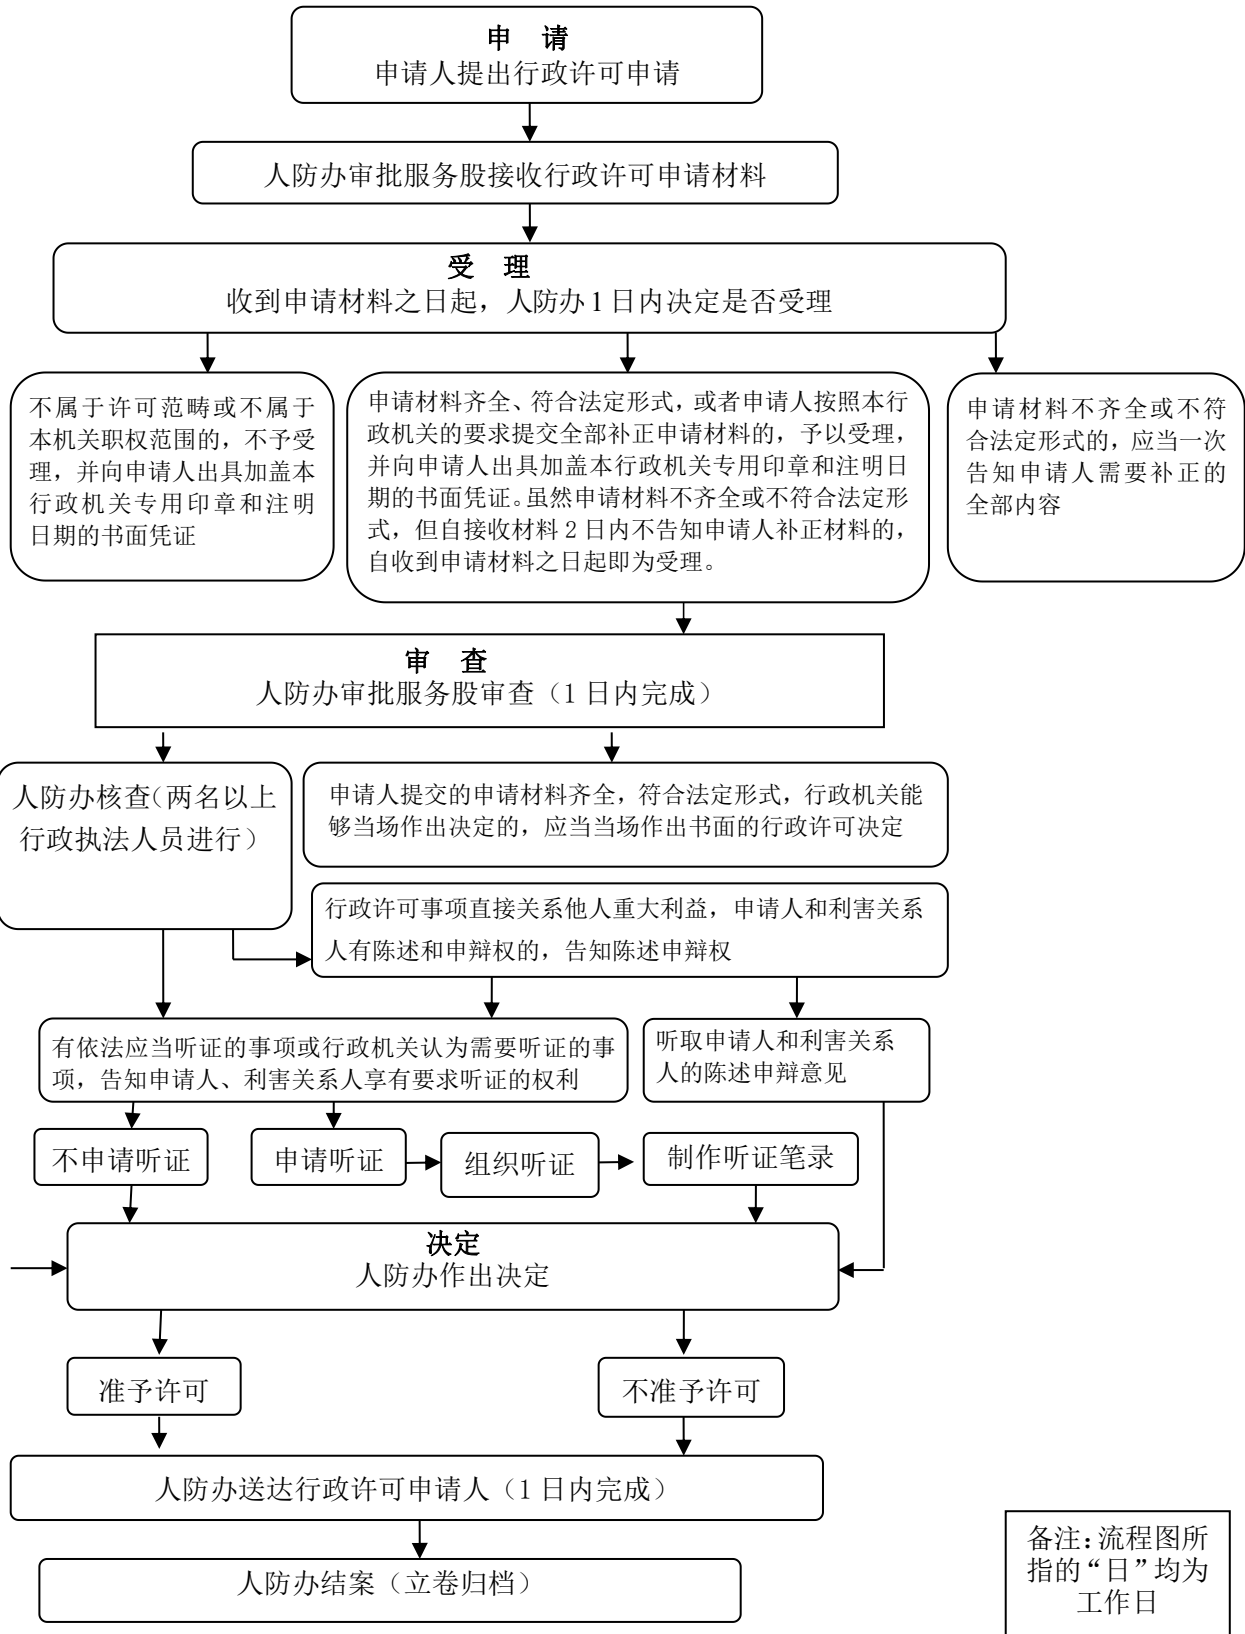 申 请
申请人提出行政许可申请
人防办审批服务股接收行政许可申请材料
受 理
收到申请材料之日起，人防办1日内决定是否受理
不属于许可范畴或不属于
本机关职权范围的，不予受
理，并向申请人出具加盖本
行政机关专用印章和注明
日期的书面凭证
申请材料齐全、符合法定形式，或者申请人按照本行
政机关的要求提交全部补正申请材料的，予以受理，
并向申请人出具加盖本行政机关专用印章和注明日
期的书面凭证。虽然申请材料不齐全或不符合法定形
式，但自接收材料2日内不告知申请人补正材料的，
自收到申请材料之日起即为受理。
申请材料不齐全或不符
合法定形式的，应当一次
告知申请人需要补正的
全部内容
审 查
人防办审批服务股审查（1日内完成）
人防办核查（两名以上
行政执法人员进行）
申请人提交的申请材料齐全，符合法定形式，行政机关能
够当场作出决定的，应当当场作出书面的行政许可决定
行政许可事项直接关系他人重大利益，申请人和利害关系
人有陈述和申辩权的，告知陈述申辩权
有依法应当听证的事项或行政机关认为需要听证的事
项，告知申请人、利害关系人享有要求听证的权利
听取申请人和利害关系
人的陈述申辩意见
不申请听证
申请听证
组织听证
制作听证笔录
决定
人防办作出决定
准予许可
不准予许可
人防办送达行政许可申请人（1日内完成）
人防办结案（立卷归档）
备注：流程图所
指的“日”均为
工作日